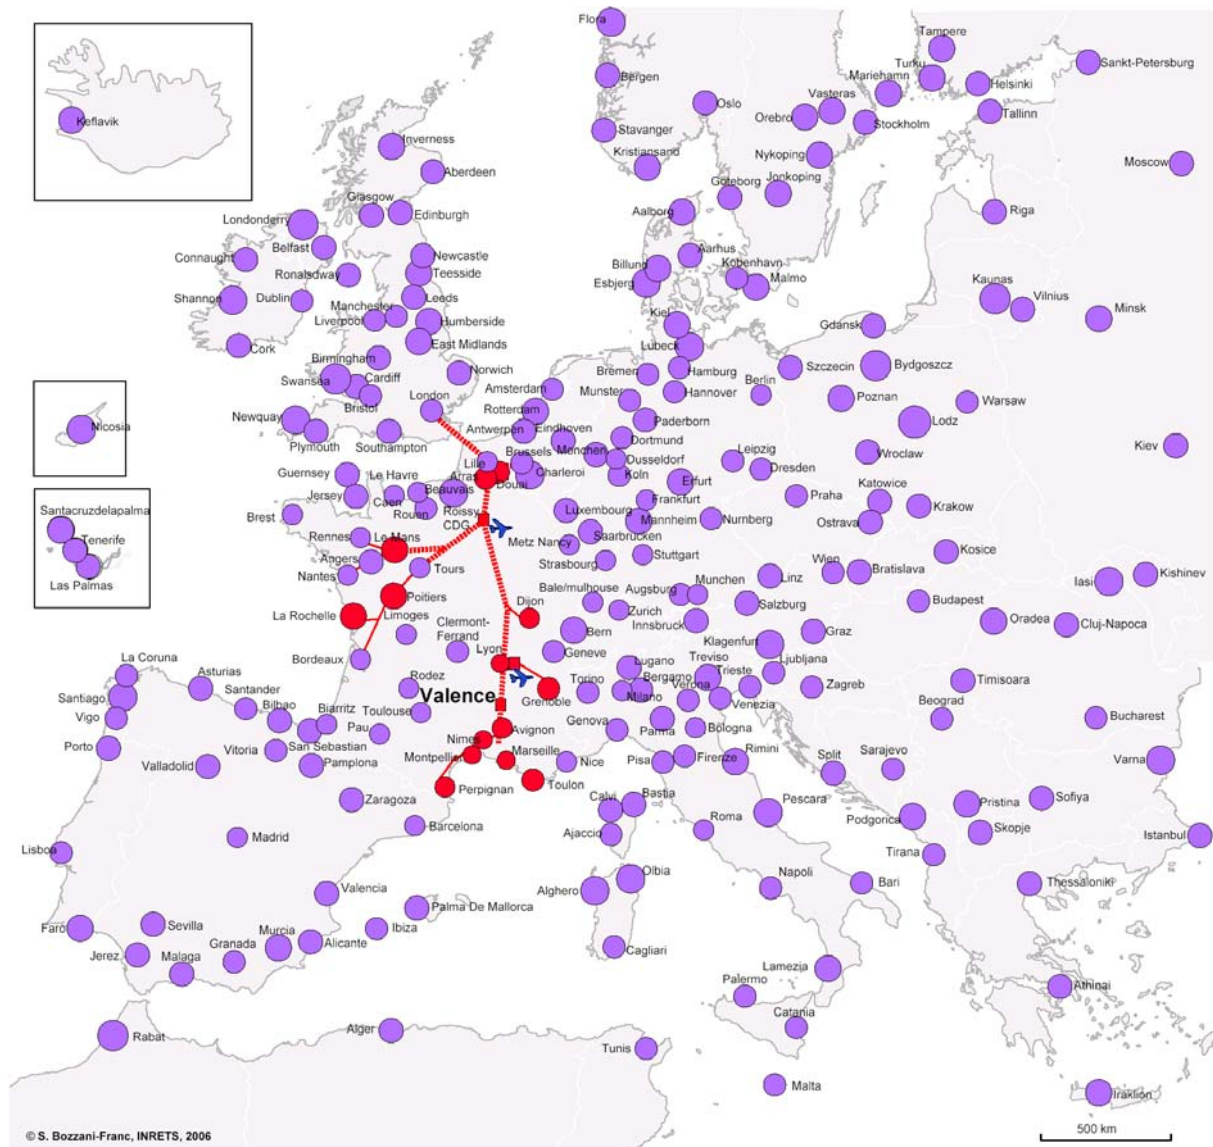 Flora
Tampere
Turku
Sankt-Petersburg
Bergen
Mariehamn
Helsinki
Vasteras
Oslo
Orebro
Stockholm
Tallinn
Keflavik
Stavanger
Inverness
Kristiansand
Nykoping
Moscow
Aberdeen
Jonkoping
Goteborg
Glasgow
Edinburgh
Aalborg
Riga
Londonderry
Belfast
Newcastle
Aarhus
Connaught
Billund
Kobenhavn
Ronalsdway
Teesside
Esbjerg
Malmo
Kaunas
Shannon
Dublin
Leeds
Vilnius
Manchester
Liverpool
Humberside
Kiel
Gdansk
Minsk
Cork
East Midlands
Lubeck
Birmingham
Norwich
Bremen
Hamburg
Szczecin
Bydgoszcz
Swansea
Cardiff
Amsterdam
Munster
Hannover
Berlin
Bristol
London
Rotterdam
Poznan
Warsaw
Newquay
Paderborn
Lodz
Nicosia
Plymouth
Southampton
Antwerpen
Eindhoven
Dortmund
Kiev
Lille
Brussels
Monchen
Dusseldorf
Leipzig
Wroclaw
Guernsey
Le Havre
Arras
Charleroi
Koln
Dresden
Douai
Erfurt
Katowice
Jersey
Caen
Beauvais
Frankfurt
Praha
Krakow
Santacruzdelapalma
Brest
Rouen
Roissy
CDG
Luxembourg
Mannheim
Nurnberg
Ostrava
Rennes
Le Mans
Saarbrucken
Tenerife
Metz Nancy
Stuttgart
Kosice
Angers
Strasbourg
Wien
Bratislava
Las Palmas
Nantes
Tours
Bale/mulhouse
Augsburg
Munchen
Linz
Iasi
Kishinev
Poitiers
Dijon
Zurich
Salzburg
Budapest
La Rochelle
Limoges
Clermont-
Ferrand
Bern
Innsbruck
Graz
Oradea
Cluj-Napoca
Klagenfurt
Bordeaux
Lyon
Geneve
La Coruna
Asturias
Lugano
Treviso
Ljubljana
Rodez
Bergamo
Trieste
Timisoara
Santiago
Santander
Valence
Grenoble
Torino
Milano
Verona
Zagreb
Vigo
Bilbao
Biarritz
Toulouse
Venezia
Beograd
Bucharest
Pau
Avignon
Genova
Parma
Bologna
Porto
Vitoria
San Sebastian
Nimes
Marseille
Rimini
Split
Sarajevo
Valladolid
Pamplona
Montpellier
Nice
Pisa
Firenze
Varna
Perpignan
Toulon
Zaragoza
Calvi
Bastia
Pescara
Pristina
Sofiya
Podgorica
Madrid
Barcelona
Ajaccio
Roma
Skopje
Istanbul
Lisboa
Tirana
Valencia
Olbia
Napoli
Bari
Thessaloniki
Alghero
Palma De Mallorca
Faro
Sevilla
Ibiza
Murcia
Alicante
Granada
Cagliari
Jerez
Malaga
Lamezia
Palermo
Athinai
Catania
Rabat
Alger
Tunis
Malta
Iraklion
500 km
© S. Bozzani-Franc, INRETS, 2006